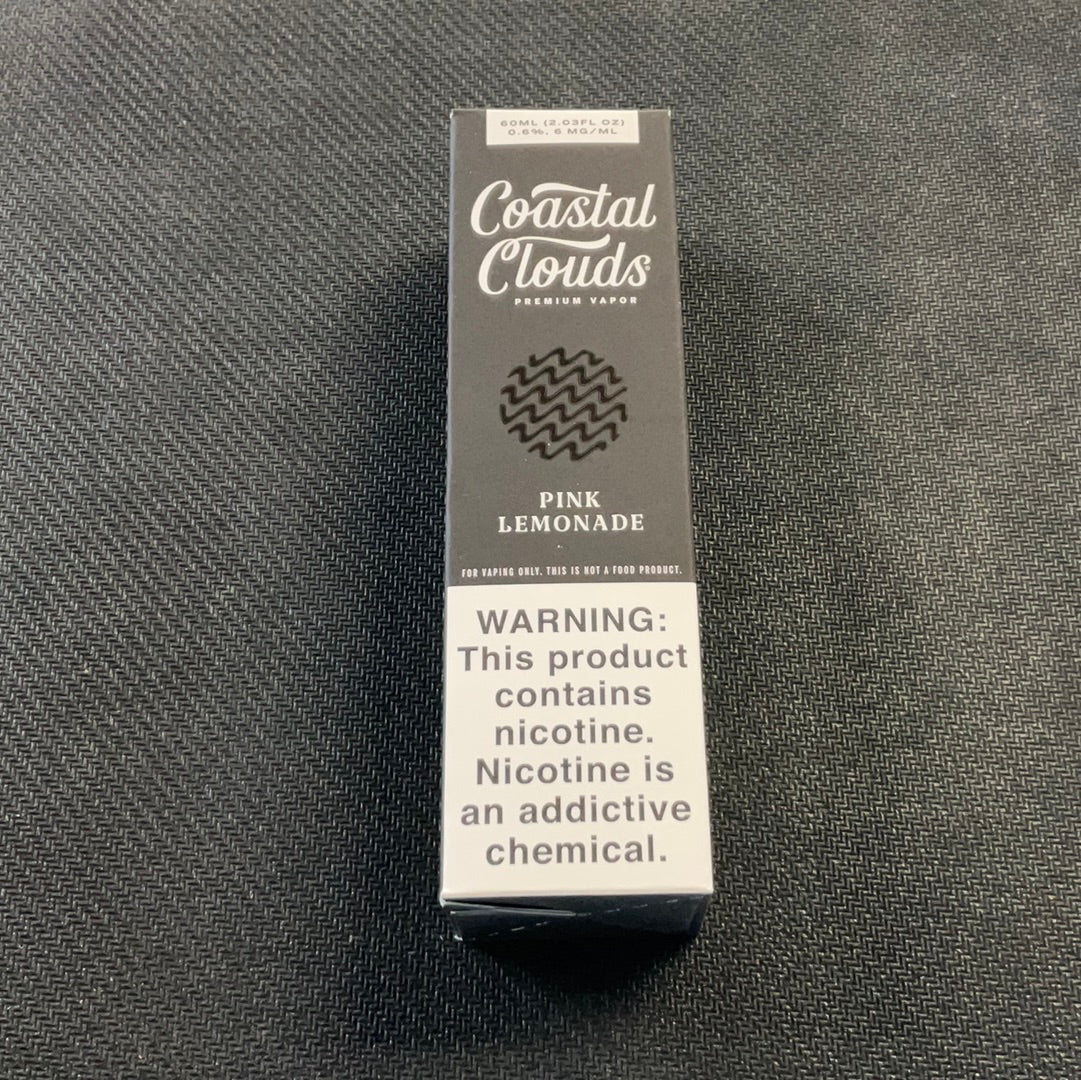 60ML (2.03FL OZ)
0.6%, 6 MG/ML
Coastal
Clouds
PREMIUM VAPOR
PINK
LEMONADE
FOR VAPING ONLY. THIS IS NOT A FOOD PRODUCT.
WARNING:
This product
contains
nicotine.
Nicotine is
an addictive
chemical.